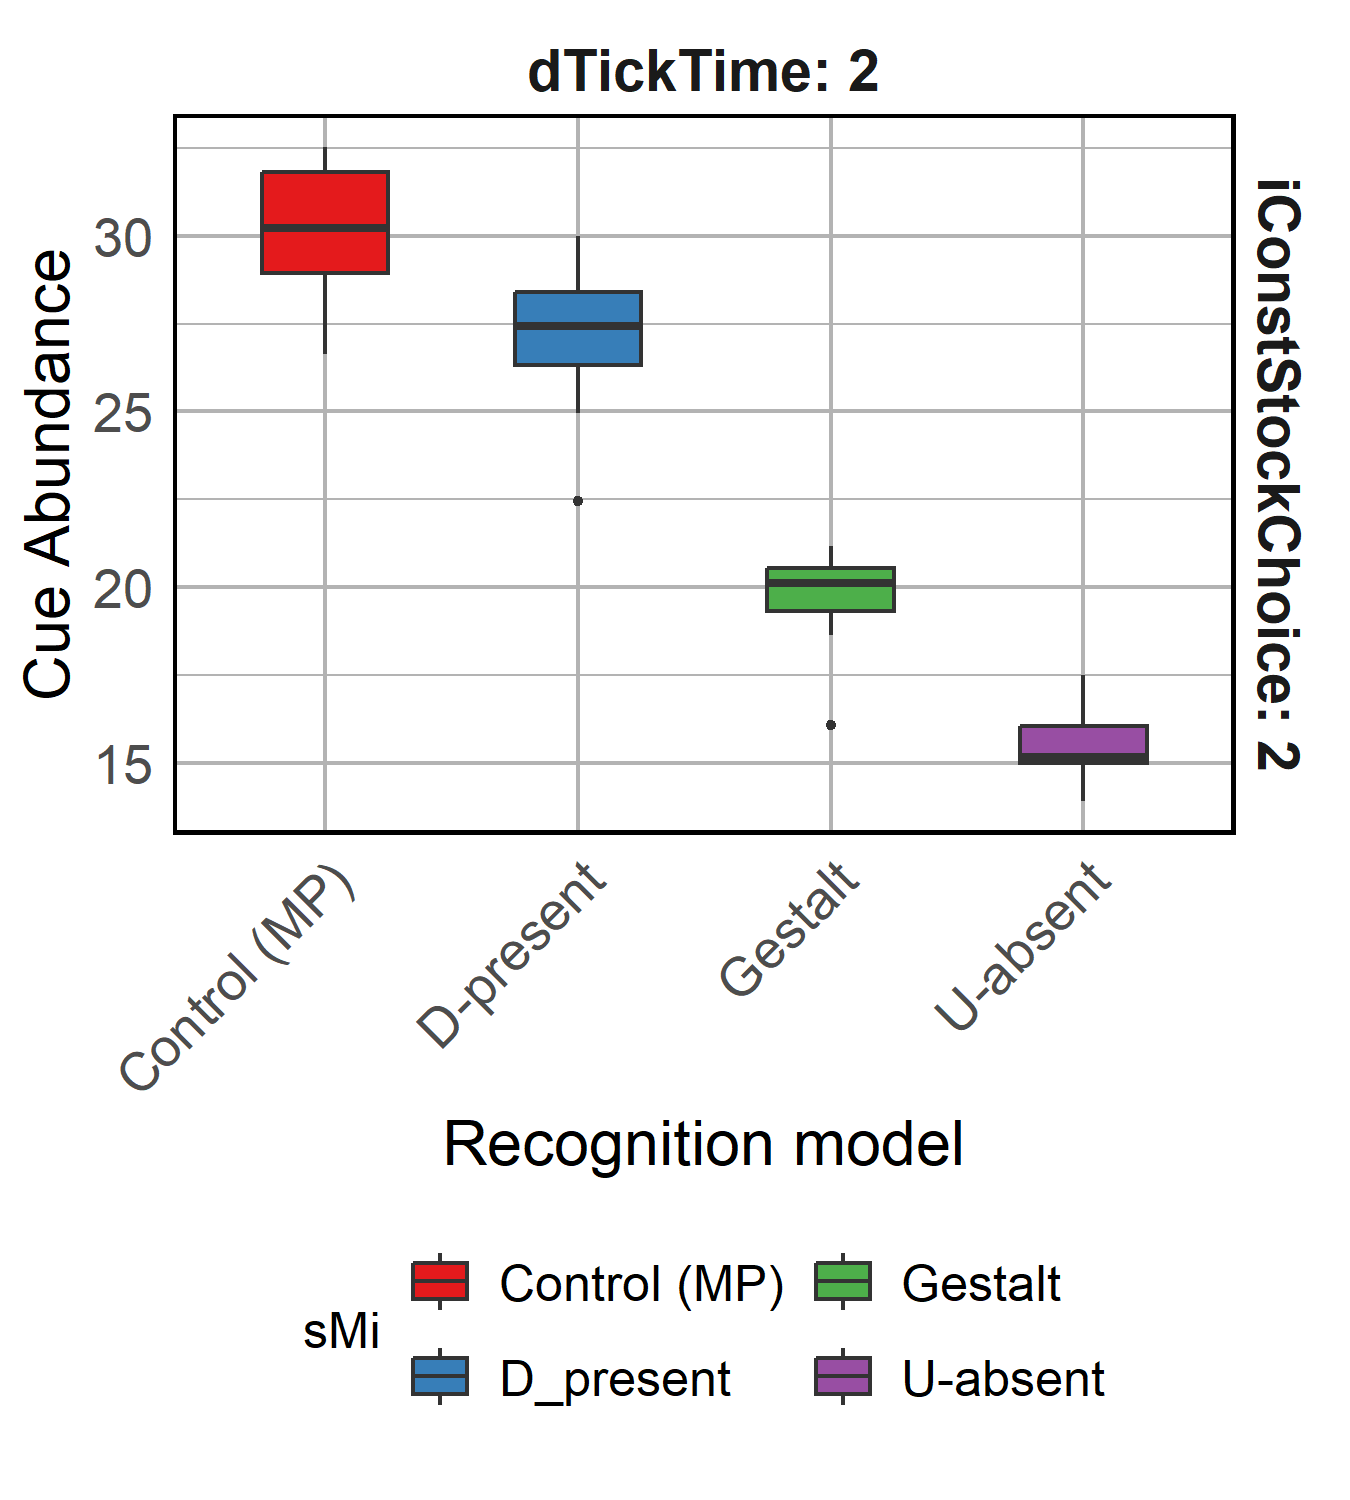 dTickTime: 2
iConstStockChoice: 2
Cue Abundance
30
25
20
15
Control (MP)
D-present
Gestalt
U-absent
Recognition model
sMi
Control (MP)
D_present
Gestalt
U-absent